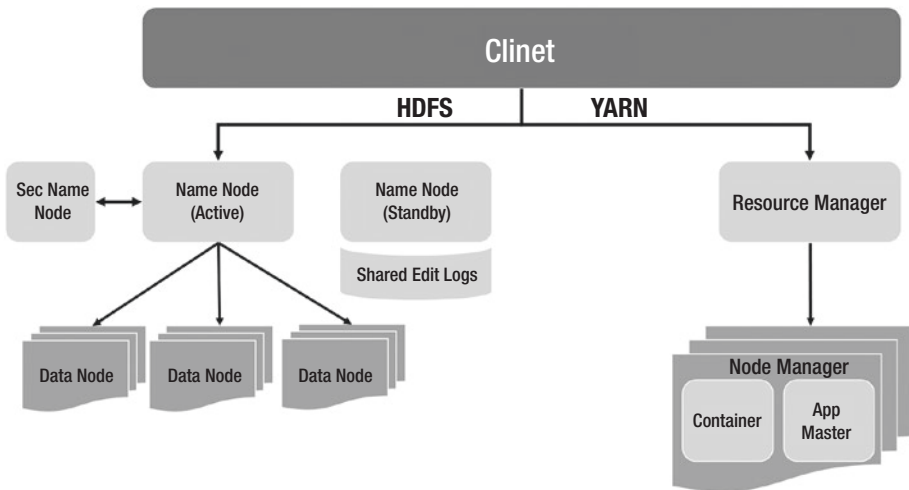 Clinet
HDFS
YARN
Sec Name
Node
Name Node
(Active)
Name Node
(Standby)
Resource Manager
Shared Edit Logs
Data Node
Data Node
Data Node
Node Manager
Container
App
Master